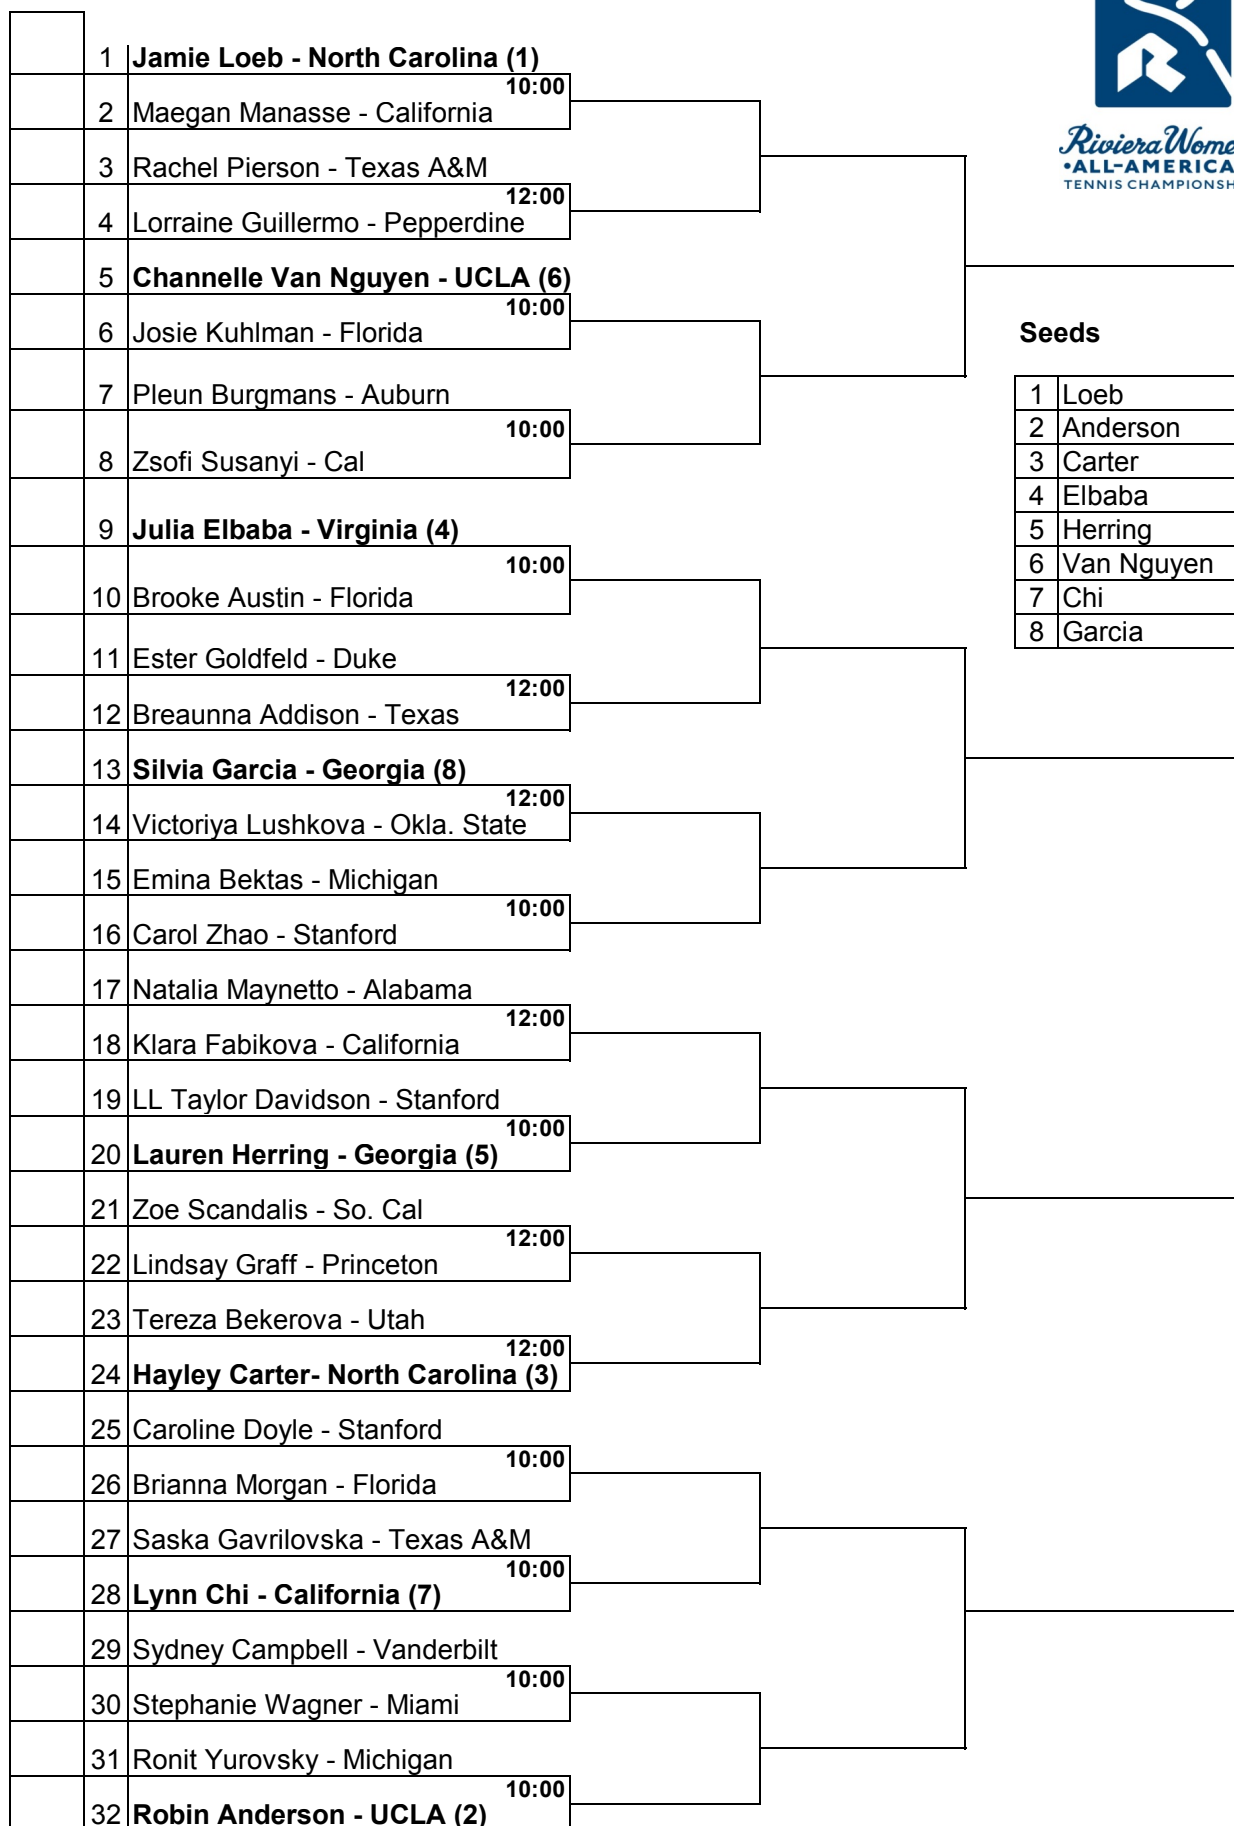 1 Jamie Loeb - North Carolina (1)
10:00
2 Maegan Manasse - California
3 Rachel Pierson - Texas A&M
12:00
4 Lorraine Guillermo - Pepperdine
5 Channelle Van Nguyen - UCLA (6)
10:00
6 Josie Kuhlman - Florida
7 Pleun Burgmans - Auburn
10:00
8 Zsofi Susanyi - Cal
9 Julia Elbaba - Virginia (4)
10:00
10 Brooke Austin - Florida
11 Ester Goldfeld - Duke
12:00
12 Breaunna Addison - Texas
13 Silvia Garcia - Georgia (8)
12:00
14 Victoriya Lushkova - Okla. State
15 Emina Bektas - Michigan
10:00
16 Carol Zhao - Stanford
17 Natalia Maynetto - Alabama
12:00
18 Klara Fabikova - California
19 LL Taylor Davidson - Stanford
10:00
20 Lauren Herring - Georgia (5)
21 Zoe Scandalis - So. Cal
12:00
22 Lindsay Graff - Princeton
23 Tereza Bekerova - Utah
12:00
24 Hayley Carter- North Carolina (3)
25 Caroline Doyle - Stanford
10:00
26 Brianna Morgan - Florida
27 Saska Gavrilovska - Texas A&M
10:00
28 Lynn Chi - California (7)
29 Sydney Campbell - Vanderbilt
10:00
30 Stephanie Wagner - Miami
31 Ronit Yurovsky - Michigan
10:00
32 Robin Anderson - UCLA (2)
R
Riviera Wome
•ALL-AMERICA
TENNIS CHAMPIONSH
Seeds
1 Loeb
2 Anderson
3 Carter
4 Elbaba
5 Herring
6 Van Nguyen
7 Chi
8 Garcia